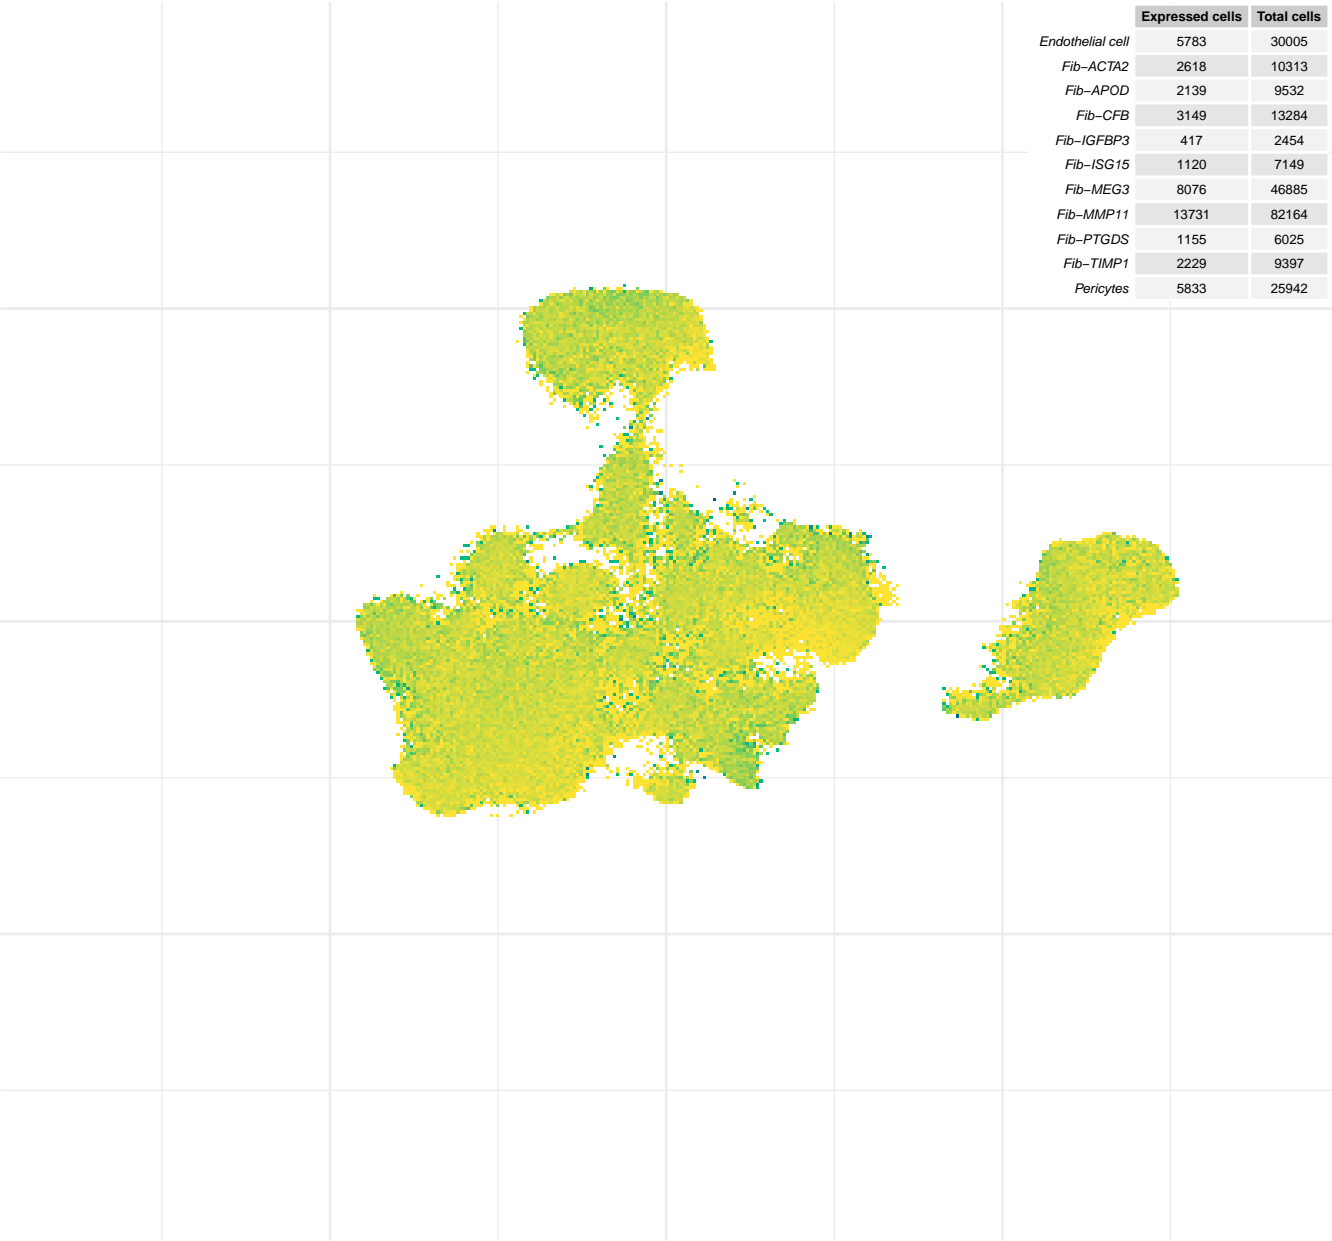 Expressed cells Total cells
Endothelial cell 5783 30005
Fib−ACTA2 2618 10313
Fib−APOD 2139 9532
Fib−CFB 3149 13284
Fib−IGFBP3 417 2454
Fib−ISG15 1120 7149
Fib−MEG3 8076 46885
Fib−MMP11 13731 82164
Fib−PTGDS 1155 6025
Fib−TIMP1 2229 9397
Pericytes 5833 25942